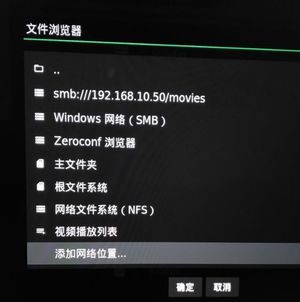 文件浏览器
..
smb:///192.168.10.50/movies
Windows 网络（SMB）
Zeroconf 浏览器
主文件夹
根文件系统
网络文件系统（NFS）
视频播放列表
添加网络位置...
确定 取消